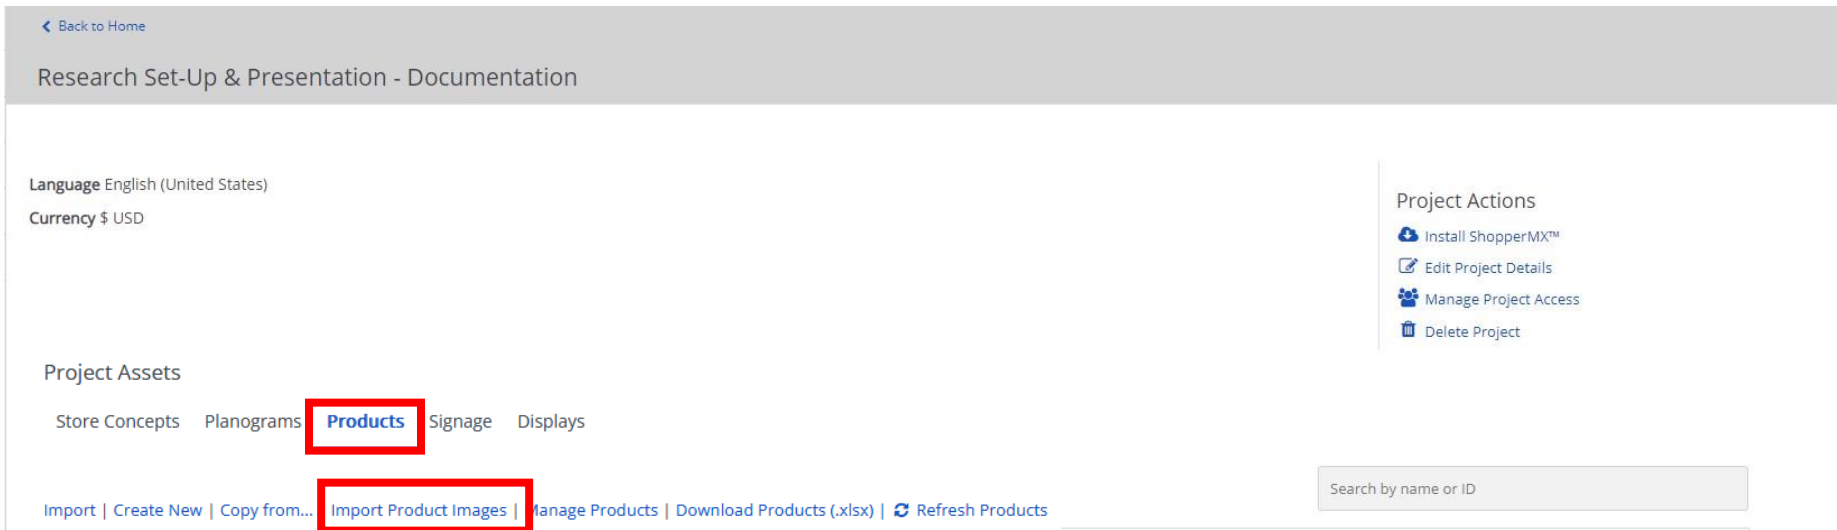 Back to Home
Research Set-Up & Presentation - Documentation
Language English (United States)
Currency $ USD
Project Actions
Install ShopperMX™
Edit Project Details
Manage Project Access
Delete Project
Project Assets
Store Concepts Planograms Products Signage Displays
Search by name or ID
Import | Create New | Copy from... Import Product Images | Manage Products | Download Products (.xlsx) | Refresh Products